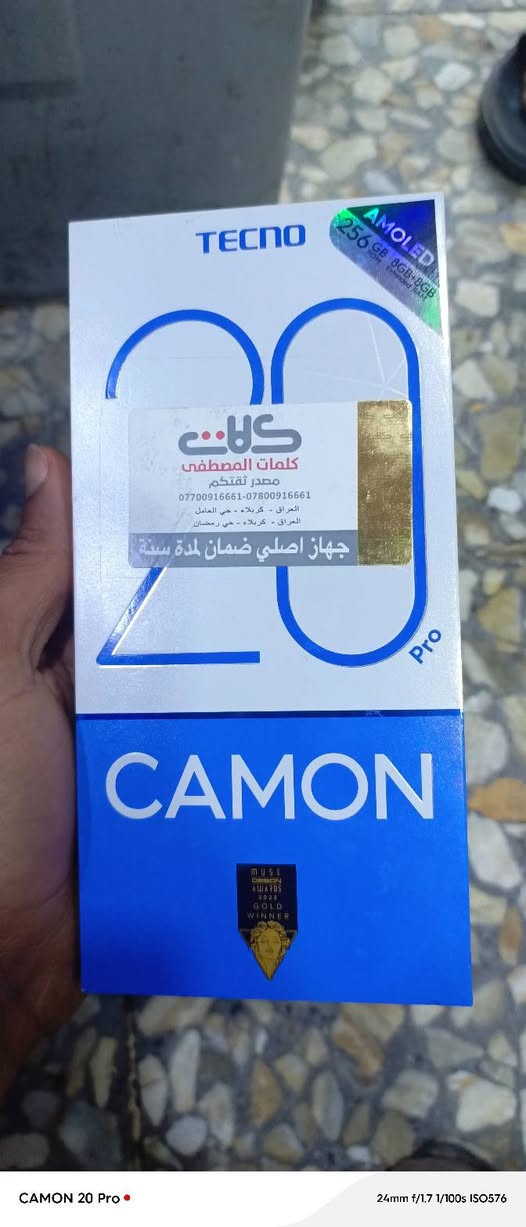 TECNO
AMOLED
256GB 8GB+8GB
ROM Extended RAM
20
كلمات
كلمات المصطفى
مصدر ثقتكم
07700916661-07800916661
العراق - كربلاء - حي العامل
العراق - كربلاء - حي رمضان
جهاز اصلي ضمان لمدة سنة
Pro
CAMON
MUSE
DESIGN
AWARDS
2023
GOLD
WINNER
CAMON 20 Pro
24mm f/1.7 1/100s ISO576